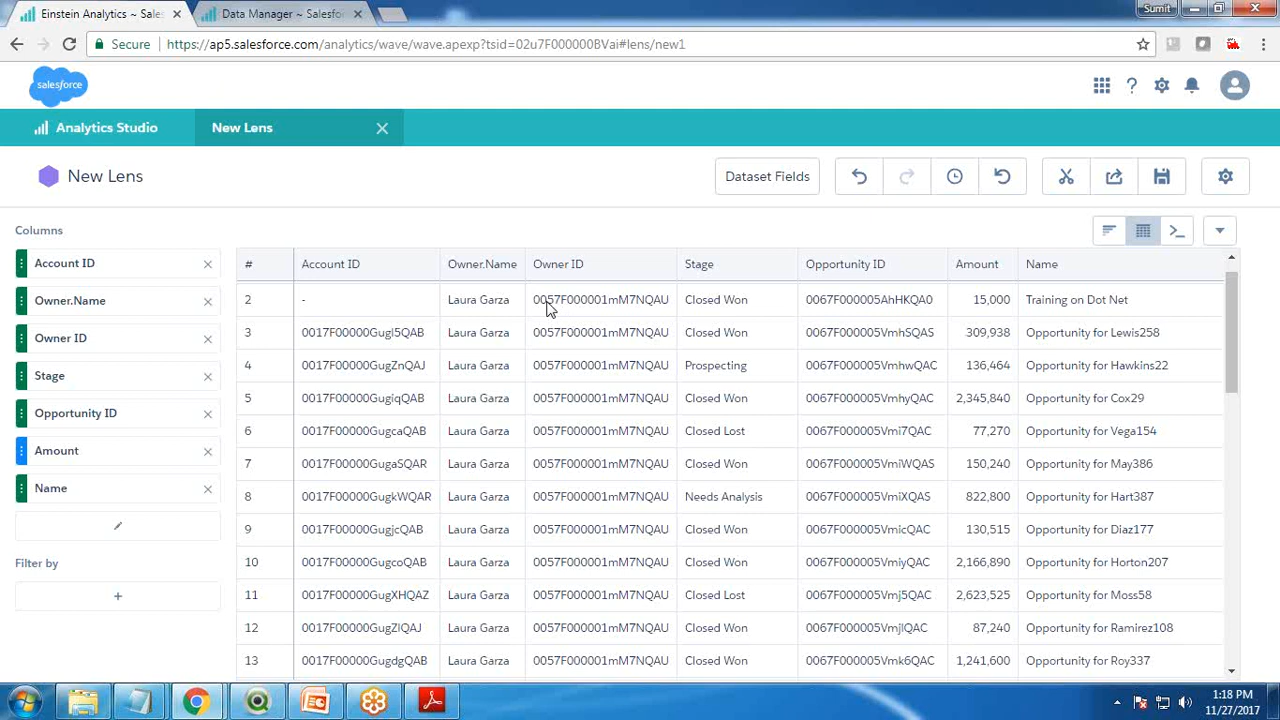 Einstein Analytics ~ Sales
Data Manager ~ Salesfor
Sumit
Secure
https://ap5.salesforce.com/analytics/wave/wave.apexp?tsid=02u7F000000BVai#lens/new1
salesforce
Analytics Studio
New Lens
New Lens
Dataset Fields
Columns
Account ID
Owner.Name
Owner ID
Stage
Opportunity ID
Amount
Name
Filter by
# Account ID Owner.Name Owner ID Stage Opportunity ID Amount Name
2 - Laura Garza 0057F000001mM7NQAU Closed Won 0067F000005AhHKQA0 15,000 Training on Dot Net
3 0017F00000Gugi5QAB Laura Garza 0057F000001mM7NQAU Closed Won 0067F000005VmhSQAS 309,938 Opportunity for Lewis258
4 0017F00000GugZnQAJ Laura Garza 0057F000001mM7NQAU Prospecting 0067F000005VmhwQAC 136,464 Opportunity for Hawkins22
5 0017F00000GugiqQAB Laura Garza 0057F000001mM7NQAU Closed Won 0067F000005VmhyQAC 2,345,840 Opportunity for Cox29
6 0017F00000GugcaQAB Laura Garza 0057F000001mM7NQAU Closed Lost 0067F000005Vmi7QAC 77,270 Opportunity for Vega154
7 0017F00000GugaSQAR Laura Garza 0057F000001mM7NQAU Closed Won 0067F000005VmiWQAS 150,240 Opportunity for May386
8 0017F00000GugkWQAR Laura Garza 0057F000001mM7NQAU Needs Analysis 0067F000005VmiXQAS 822,800 Opportunity for Hart387
9 0017F00000GugjcQAB Laura Garza 0057F000001mM7NQAU Closed Won 0067F000005VmicQAC 130,515 Opportunity for Diaz177
10 0017F00000GugcoQAB Laura Garza 0057F000001mM7NQAU Closed Won 0067F000005VmiyQAC 2,166,890 Opportunity for Horton207
11 0017F00000GugXHQAZ Laura Garza 0057F000001mM7NQAU Closed Lost 0067F000005Vmj5QAC 2,623,525 Opportunity for Moss58
12 0017F00000GugZlQAJ Laura Garza 0057F000001mM7NQAU Closed Won 0067F000005VmjlQAC 87,240 Opportunity for Ramirez108
13 0017F00000GugdgQAB Laura Garza 0057F000001mM7NQAU Closed Won 0067F000005Vmk6QAC 1,241,600 Opportunity for Roy337
1:18 PM
11/27/2017